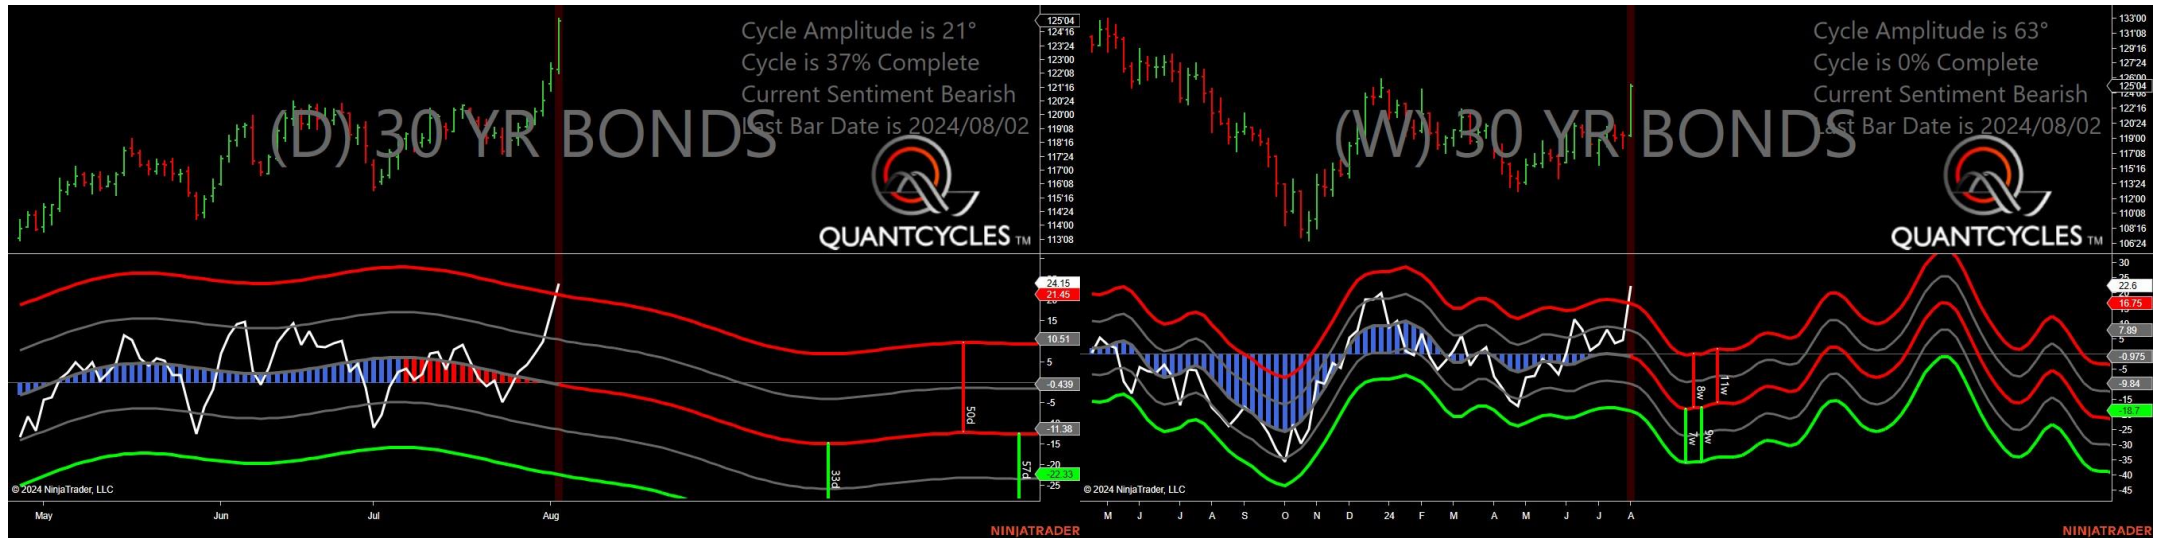 Cycle Amplitude is 21°
Cycle is 37% Complete
Current Sentiment Bearish
Last Bar Date is 2024/08/02
(D) 30 YR BONDS
QUANTCYCLES TM
125'04
124'16
123'24
123'00
122'08
121'16
120'24
120'00
119'08
118'16
117'24
117'00
116'08
115'16
114'24
114'00
113'08
24.15
21.45
15
10.51
5
-0.439
-5
-11.38
-15
-20
-22.33
-25
50d
33d
57d
© 2024 NinjaTrader, LLC
May Jun Jul Aug
NINJATRADER
Cycle Amplitude is 63°
Cycle is 0% Complete
Current Sentiment Bearish
Last Bar Date is 2024/08/02
(W) 30 YR BONDS
QUANTCYCLES TM
133'00
131'08
129'16
127'24
126'00
125'04
122'16
120'24
119'00
117'08
115'16
113'24
112'00
110'08
108'16
106'24
30
22.6
16.75
7.89
5
-0.975
-5
-9.84
-15
-18.7
-25
-30
-35
-40
-45
8w
11w
7w
9w
© 2024 NinjaTrader, LLC
M J J A S O N D 24 F M A M J J A
NINJATRADER